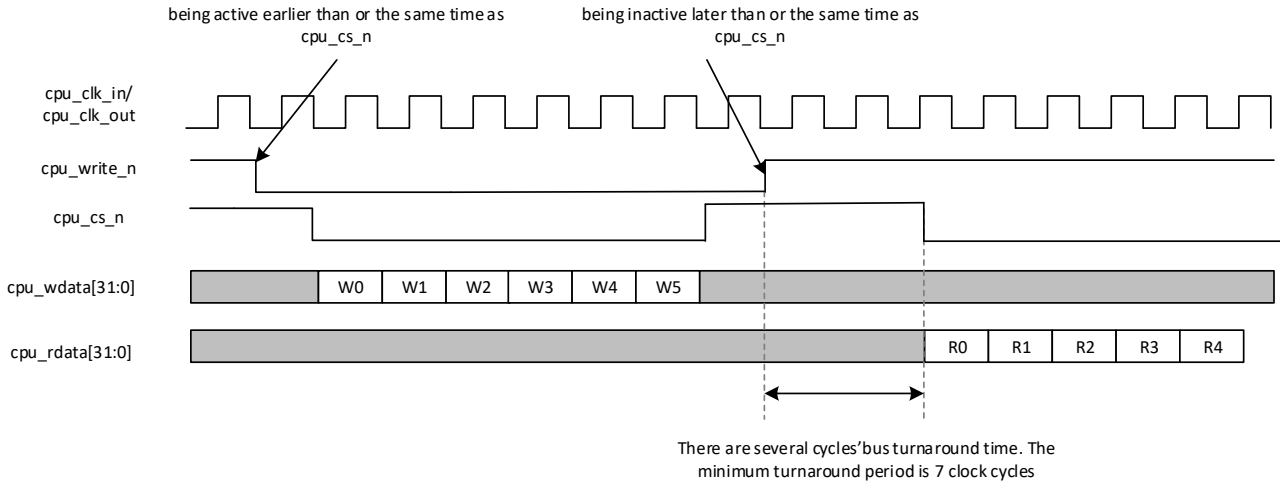 being active earlier than or the same time as
cpu_cs_n
being inactive later than or the same time as
cpu_cs_n
cpu_clk_in/
cpu_clk_out
cpu_write_n
cpu_cs_n
cpu_wdata[31:0]
W0 W1 W2 W3 W4 W5
cpu_rdata[31:0]
R0 R1 R2 R3 R4
There are several cycles’bus turnaround time. The
minimum turnaround period is 7 clock cycles